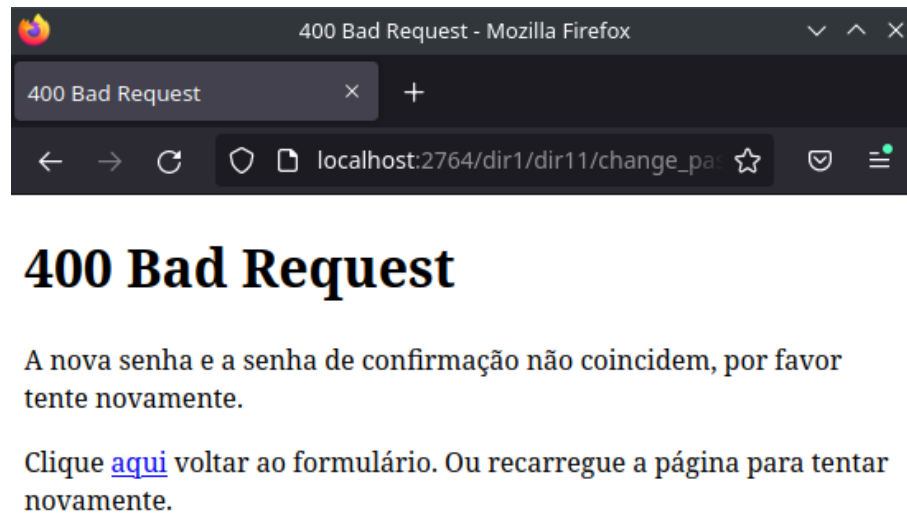 400 Bad Request - Mozilla Firefox
400 Bad Request
localhost:2764/dir1/dir11/change_pas
400 Bad Request
A nova senha e a senha de confirmação não coincidem, por favor
tente novamente.
Clique aqui voltar ao formulário. Ou recarregue a página para tentar
novamente.